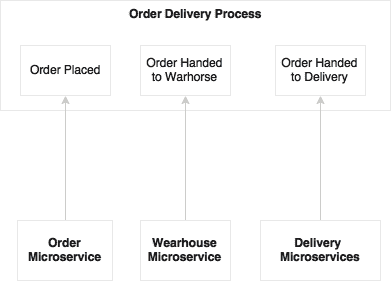 Order Delivery Process
Order Placed
Order Handed
to Warhorse
Order Handed
to Delivery
Order
Microservice
Wearhouse
Microservice
Delivery
Microservices